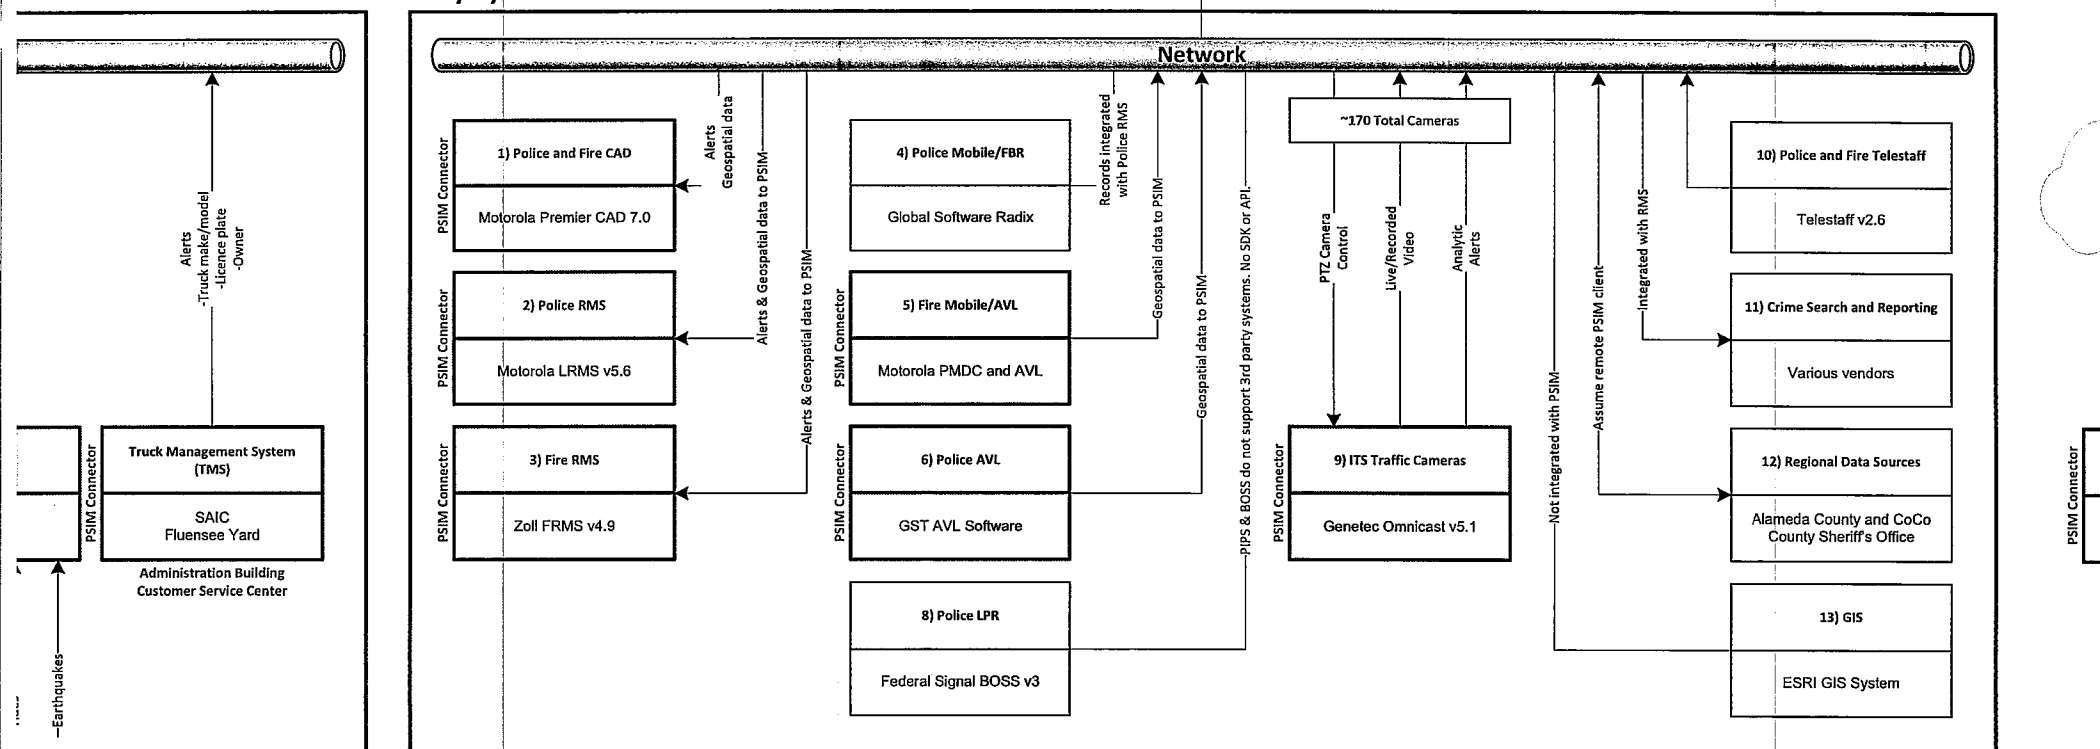 Network
Alerts
-Truck make/model
-Licence plate
-Owner
PSIM Connector
Truck Management System
(TMS)
SAIC
Fluensee Yard
Administration Building
Customer Service Center
Earthquakes
PSIM Connector
1) Police and Fire CAD
Motorola Premier CAD 7.0
Alerts
Geospatial data
PSIM Connector
2) Police RMS
Motorola LRMS v5.6
Alerts & Geospatial data to PSIM
PSIM Connector
3) Fire RMS
Zoll FRMS v4.9
Alerts & Geospatial data to PSIM
4) Police Mobile/FBR
Global Software Radix
Records integrated
with Police RMS
PSIM Connector
5) Fire Mobile/AVL
Motorola PMDC and AVL
Geospatial data to PSIM
PSIM Connector
6) Police AVL
GST AVL Software
Geospatial data to PSIM
8) Police LPR
Federal Signal BOSS v3
PIPS & BOSS do not support 3rd party systems. No SDK or API.
~170 Total Cameras
PTZ Camera
Control
Live/Recorded
Video
Analytic
Alerts
PSIM Connector
9) ITS Traffic Cameras
Genetec Omnicast v5.1
Not integrated with PSIM
Assume remote PSIM client
Integrated with RMS
10) Police and Fire Telestaff
Telestaff v2.6
11) Crime Search and Reporting
Various vendors
12) Regional Data Sources
Alameda County and CoCo
County Sheriff's Office
13) GIS
ESRI GIS System
PSIM Connector